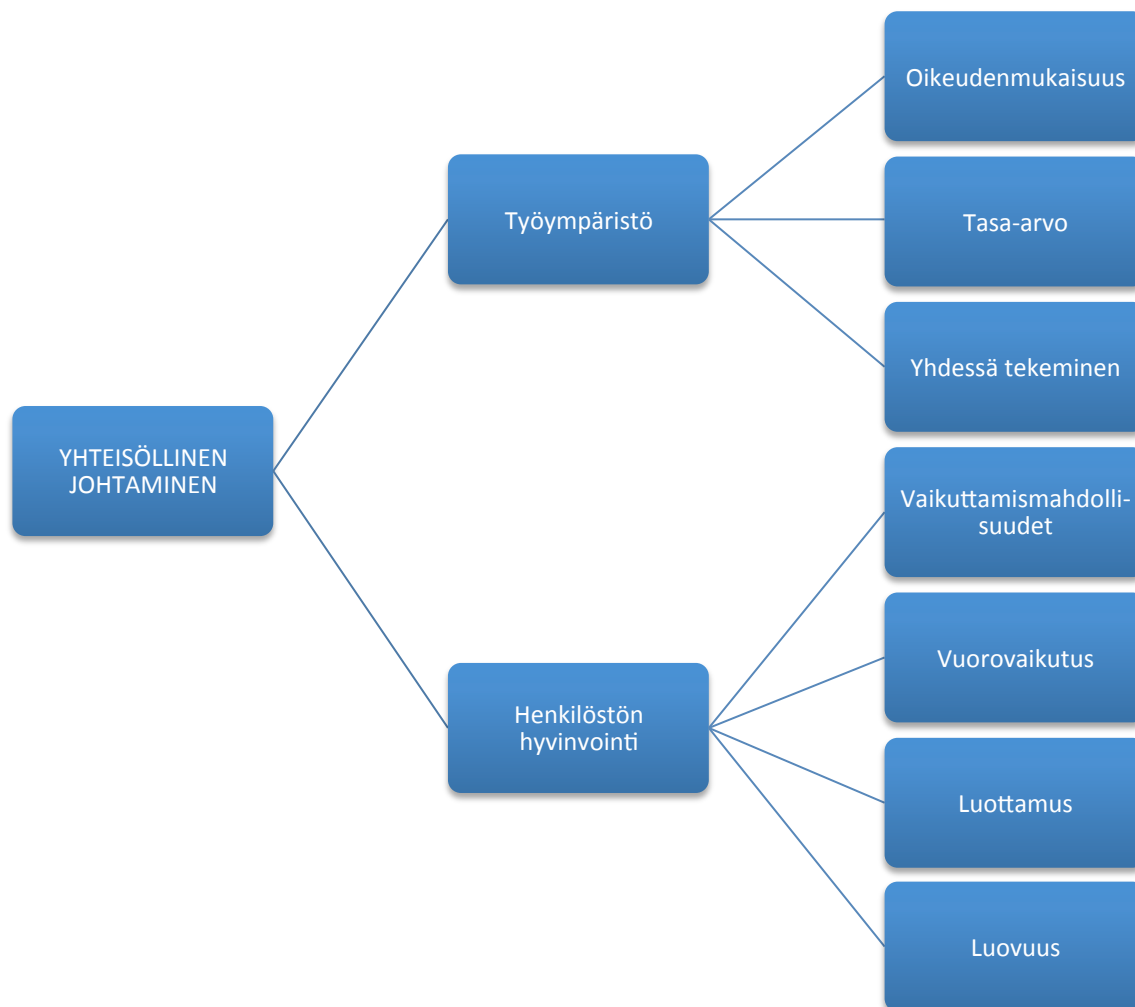 YHTEISÖLLINEN
JOHTAMINEN
Työympäristö
Oikeudenmukaisuus
Tasa-arvo
Yhdessä tekeminen
Henkilöstön
hyvinvointi
Vaikuttamismahdolli-
suudet
Vuorovaikutus
Luottamus
Luovuus